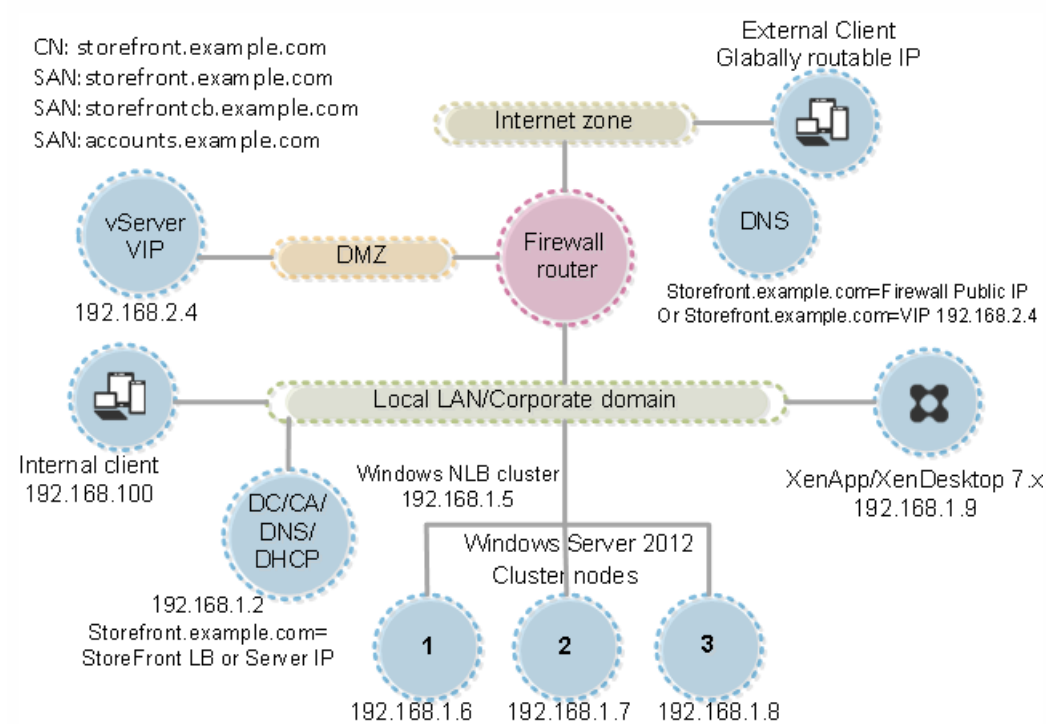 CN: storefront.example.com
SAN: storefront.example.com
SAN: storefrontcb.example.com
SAN: accounts.example.com
External Client
Glabally routable IP
Internet zone
vServer
VIP
192.168.2.4
DMZ
Firewall
router
DNS
Storefront.example.com=Firewall Public IP
Or Storefront.example.com=VIP 192.168.2.4
Local LAN/Corporate domain
Internal client
192.168.100
DC/CA/
DNS/
DHCP
192.168.1.2
Storefront.example.com=
StoreFront LB or Server IP
Windows NLB cluster
192.168.1.5
XenApp/XenDesktop 7.x
192.168.1.9
Windows Server 2012
Cluster nodes
1
2
3
192.168.1.6
192.168.1.7
192.168.1.8